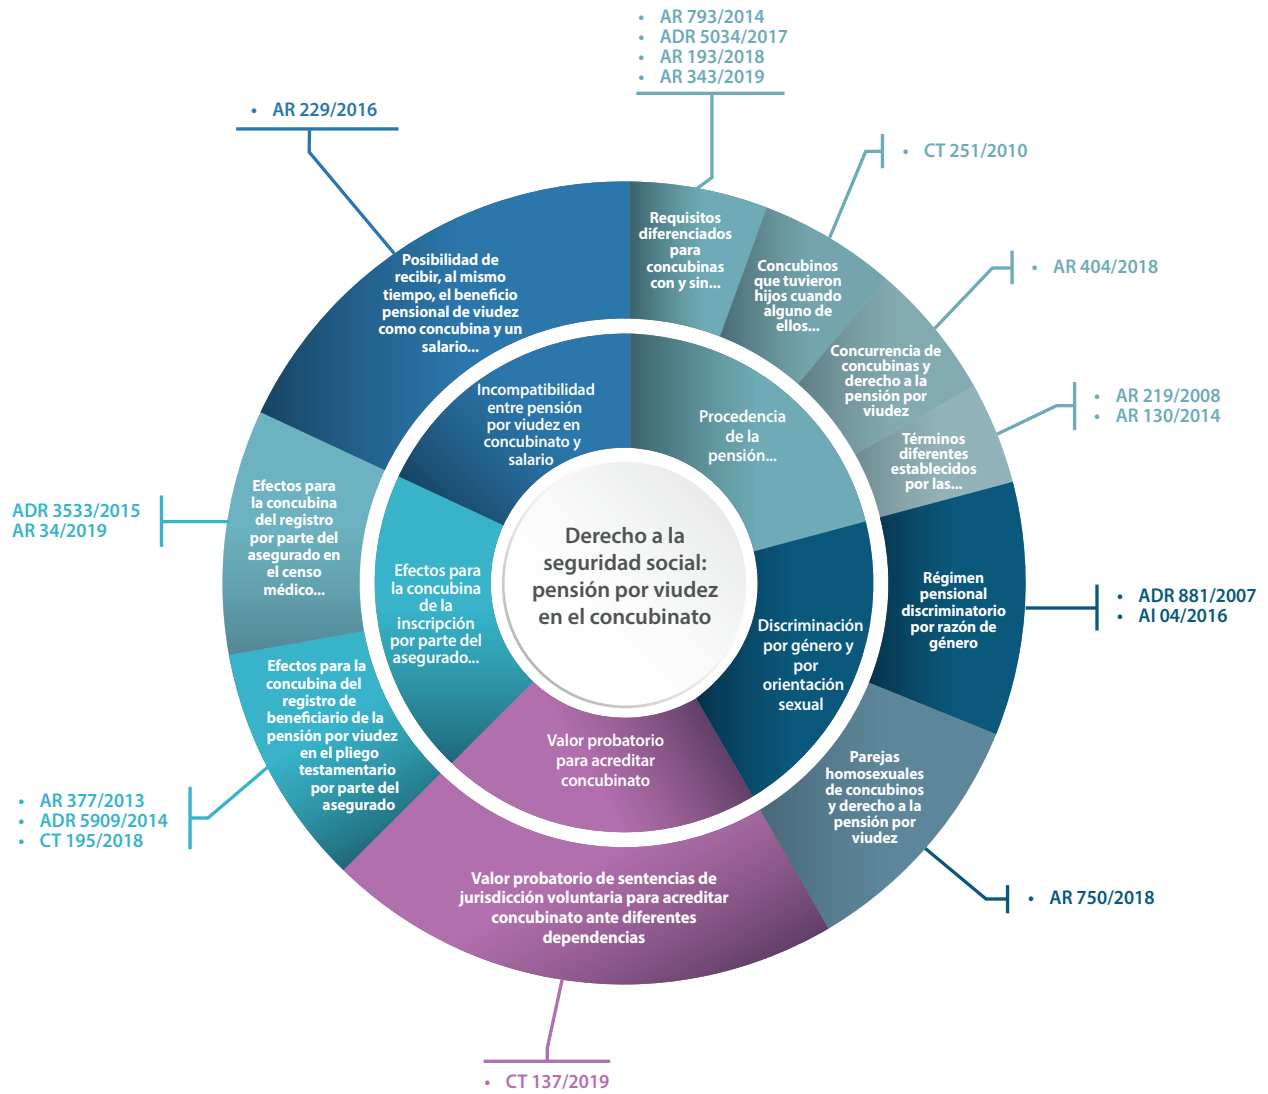 • AR 793/2014
• ADR 5034/2017
• AR 193/2018
• AR 343/2019
• AR 229/2016
• CT 251/2010
• AR 404/2018
• AR 219/2008
• AR 130/2014
ADR 3533/2015
AR 34/2019
• ADR 881/2007
• AI 04/2016
• AR 377/2013
• ADR 5909/2014
• CT 195/2018
• AR 750/2018
• CT 137/2019
Requisitos
diferenciados
para
concubinas
con y sin...
Concubinos
que tuvieron
hijos cuando
alguno de
ellos...
Concurrencia de
concubinas y
derecho a la
pensión por
viudez
Términos
diferentes
establecidos
por las...
Régimen
pensional
discriminatorio
por razón de
género
Parejas
homosexuales
de concubinos
y derecho a la
pensión por
viudez
Valor probatorio de sentencias de
jurisdicción voluntaria para acreditar
concubinato ante diferentes
dependencias
Efectos para la
concubina del
registro de
beneficiario de la
pensión por viudez
en el pliego
testamentario
por parte del
asegurado
Efectos para
la concubina
del registro
por parte del
asegurado en
el censo
médico...
Posibilidad de
recibir, al mismo
tiempo, el beneficio
pensional de viudez
como concubina y un
salario...
Incompatibilidad
entre pensión
por viudez en
concubinato y
salario
Procedencia
de la
pensión...
Discriminación
por género y
por
orientación
sexual
Valor probatorio
para acreditar
concubinato
Efectos para
la concubina
de la
inscripción
por parte del
asegurado...
Derecho a la
seguridad social:
pensión por viudez
en el concubinato